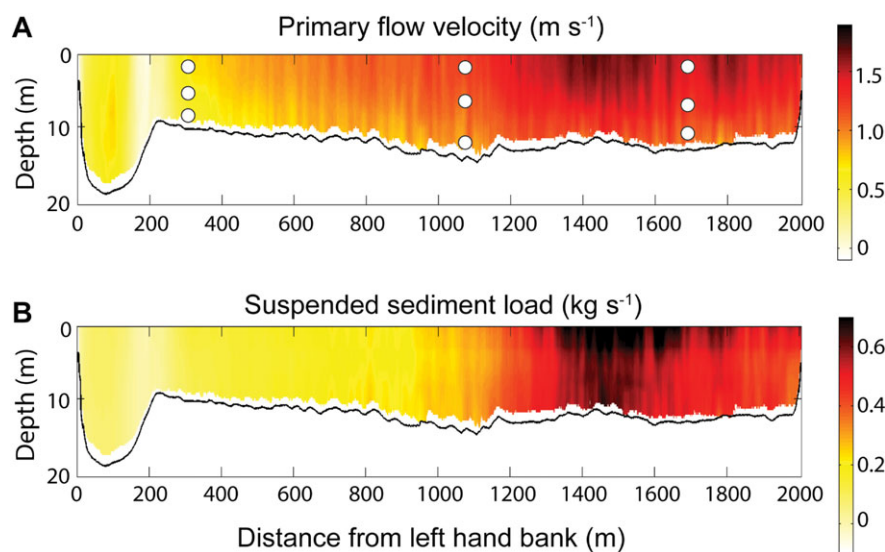 A Primary flow velocity (m s⁻¹)
Depth (m)
0
10
20
0 200 400 600 800 1000 1200 1400 1600 1800 2000
1.5
1.0
0.5
0
B Suspended sediment load (kg s⁻¹)
Depth (m)
0
10
20
0 200 400 600 800 1000 1200 1400 1600 1800 2000
0.6
0.4
0.2
0
Distance from left hand bank (m)